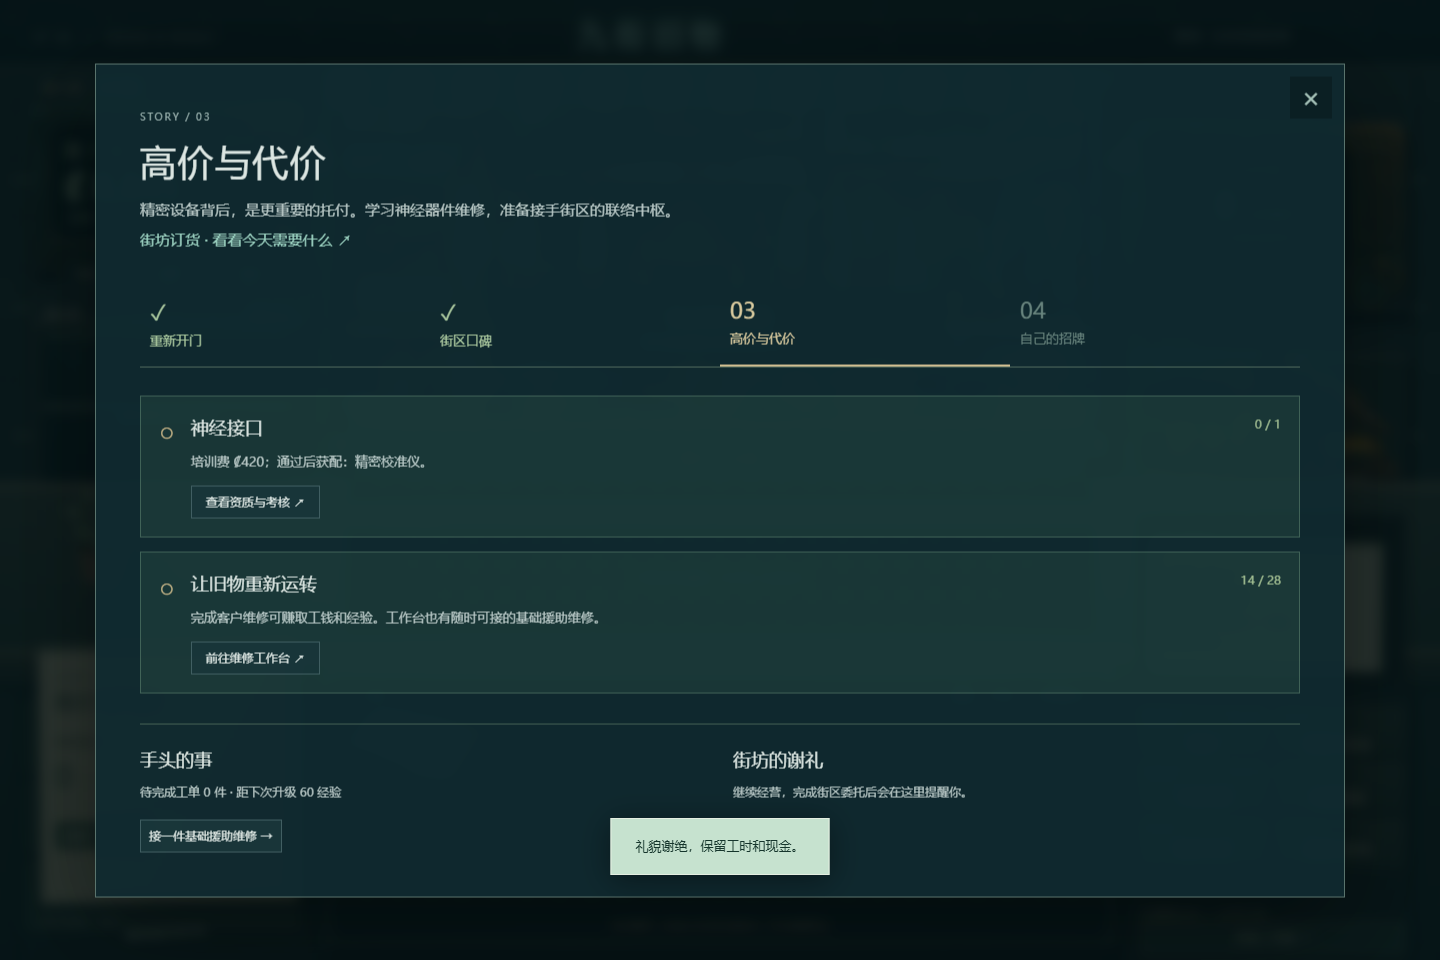 STORY / 03
高价与代价
精密设备背后，是更重要的托付。学习神经器件维修，准备接手街区的联络中枢。
街坊订货 · 看看今天需要什么 ↗
✓
重新开门
✓
街区口碑
03
高价与代价
04
自己的招牌
神经接口
0 / 1
培训费 ₡420；通过后获配：精密校准仪。
查看资质与考核 ↗
让旧物重新运转
14 / 28
完成客户维修可赚取工钱和经验。工作台也有随时可接的基础援助维修。
前往维修工作台 ↗
手头的事
待完成工单 0 件 · 距下次升级 60 经验
接一件基础援助维修 →
街坊的谢礼
继续经营，完成街区委托后会在这里提醒你。
礼貌谢绝，保留工时和现金。